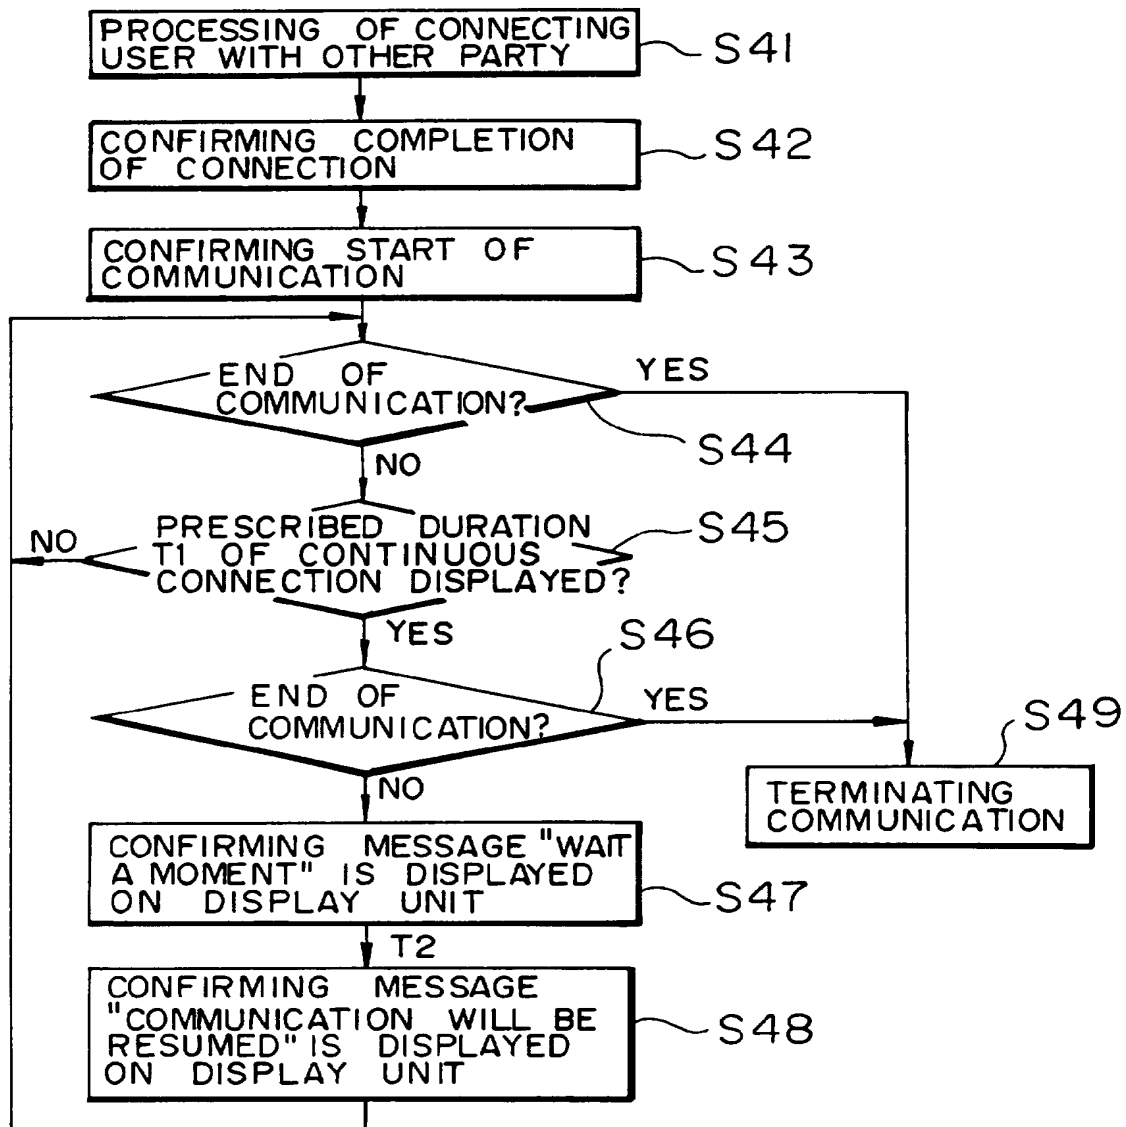 PROCESSING OF CONNECTING
USER WITH OTHER PARTY
S41
CONFIRMING COMPLETION
OF CONNECTION
S42
CONFIRMING START OF
COMMUNICATION
S43
END OF
COMMUNICATION?
YES
S44
NO
PRESCRIBED DURATION
T1 OF CONTINUOUS
CONNECTION DISPLAYED?
S45
NO
YES
S46
END OF
COMMUNICATION?
YES
S49
NO
TERMINATING
COMMUNICATION
CONFIRMING MESSAGE "WAIT
A MOMENT" IS DISPLAYED
ON DISPLAY UNIT
S47
T2
CONFIRMING MESSAGE
"COMMUNICATION WILL BE
RESUMED" IS DISPLAYED
ON DISPLAY UNIT
S48